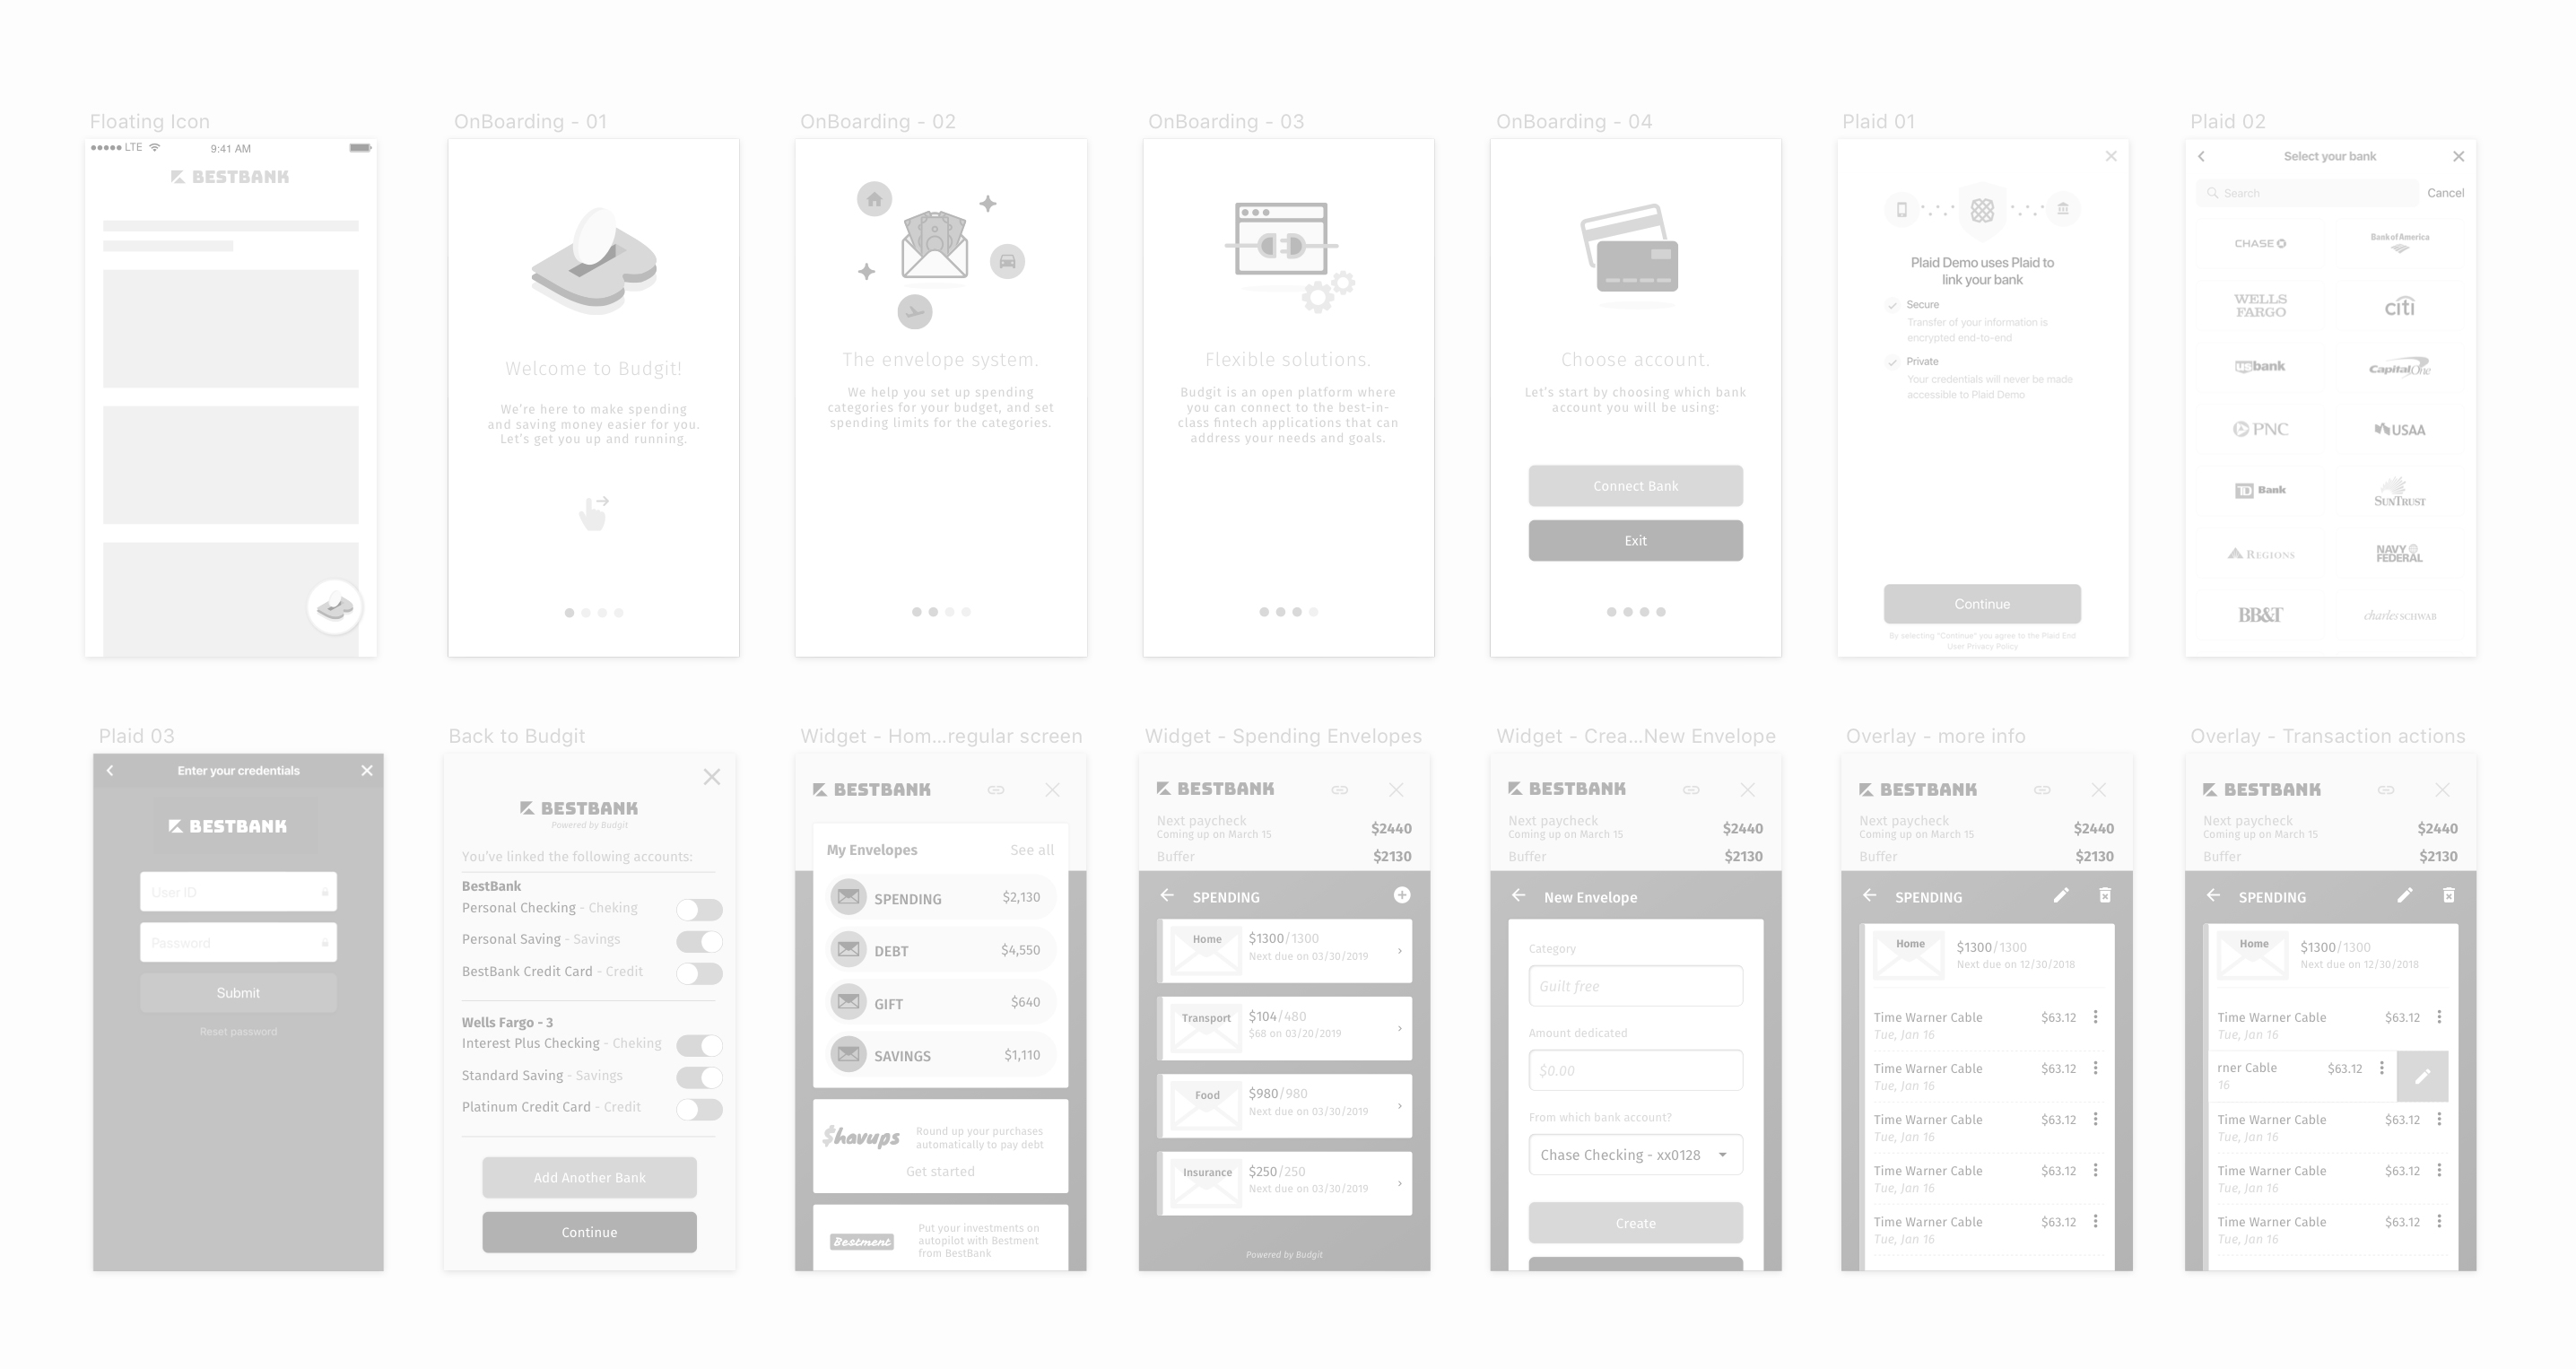 Floating Icon
●●●●● LTE 9:41 AM
BESTBANK
OnBoarding - 01
Welcome to Budgit!
We're here to make spending
and saving money easier for you.
Let's get you up and running.
OnBoarding - 02
The envelope system.
We help you set up spending
categories for your budget, and set
spending limits for the categories.
OnBoarding - 03
Flexible solutions.
Budgit is an open platform where
you can connect to the best-in-
class fintech applications that can
address your needs and goals.
OnBoarding - 04
Choose account.
Let's start by choosing which bank
account you will be using:
Connect Bank
Exit
Plaid 01
Plaid Demo uses Plaid to
link your bank
Secure
Transfer of your information is
encrypted end-to-end
Private
Your credentials will never be made
accessible to Plaid Demo
Continue
By selecting "Continue" you agree to the Plaid End
User Privacy Policy
Plaid 02
Select your bank
Search
Cancel
CHASE
Bank of America
WELLS
FARGO
citi
usbank
Capital One
PNC
USAA
TD Bank
SUNTRUST
REGIONS
NAVY
FEDERAL
BB&T
charles SCHWAB
Plaid 03
Enter your credentials
BESTBANK
User ID
Password
Submit
Reset password
Back to Budgit
BESTBANK
Powered by Budgit
You've linked the following accounts:
BestBank
Personal Checking - Cheking
Personal Saving - Savings
BestBank Credit Card - Credit
Wells Fargo - 3
Interest Plus Checking - Cheking
Standard Saving - Savings
Platinum Credit Card - Credit
Add Another Bank
Continue
Widget - Hom...regular screen
BESTBANK
My Envelopes
See all
SPENDING $2,130
DEBT $4,550
GIFT $640
SAVINGS $1,110
$havups
Round up your purchases
automatically to pay debt
Get started
Bestment
Put your investments on
autopilot with Bestment
from BestBank
Widget - Spending Envelopes
BESTBANK
Next paycheck
Coming up on March 15
$2440
Buffer $2130
SPENDING
Home
$1300/1300
Next due on 03/30/2019
Transport
$104/480
$68 on 03/20/2019
Food
$980/980
Next due on 03/30/2019
Insurance
$250/250
Next due on 03/30/2019
Powered by Budgit
Widget - Crea...New Envelope
BESTBANK
Next paycheck
Coming up on March 15
$2440
Buffer $2130
New Envelope
Category
Guilt free
Amount dedicated
$0.00
From which bank account?
Chase Checking - xx0128
Create
Overlay - more info
BESTBANK
Next paycheck
Coming up on March 15
$2440
Buffer $2130
SPENDING
Home
$1300/1300
Next due on 12/30/2018
Time Warner Cable $63.12
Tue, Jan 16
Time Warner Cable $63.12
Tue, Jan 16
Time Warner Cable $63.12
Tue, Jan 16
Time Warner Cable $63.12
Tue, Jan 16
Time Warner Cable $63.12
Tue, Jan 16
Overlay - Transaction actions
BESTBANK
Next paycheck
Coming up on March 15
$2440
Buffer $2130
SPENDING
Home
$1300/1300
Next due on 12/30/2018
Time Warner Cable $63.12
Tue, Jan 16
rner Cable $63.12
16
Time Warner Cable $63.12
Tue, Jan 16
Time Warner Cable $63.12
Tue, Jan 16
Time Warner Cable $63.12
Tue, Jan 16